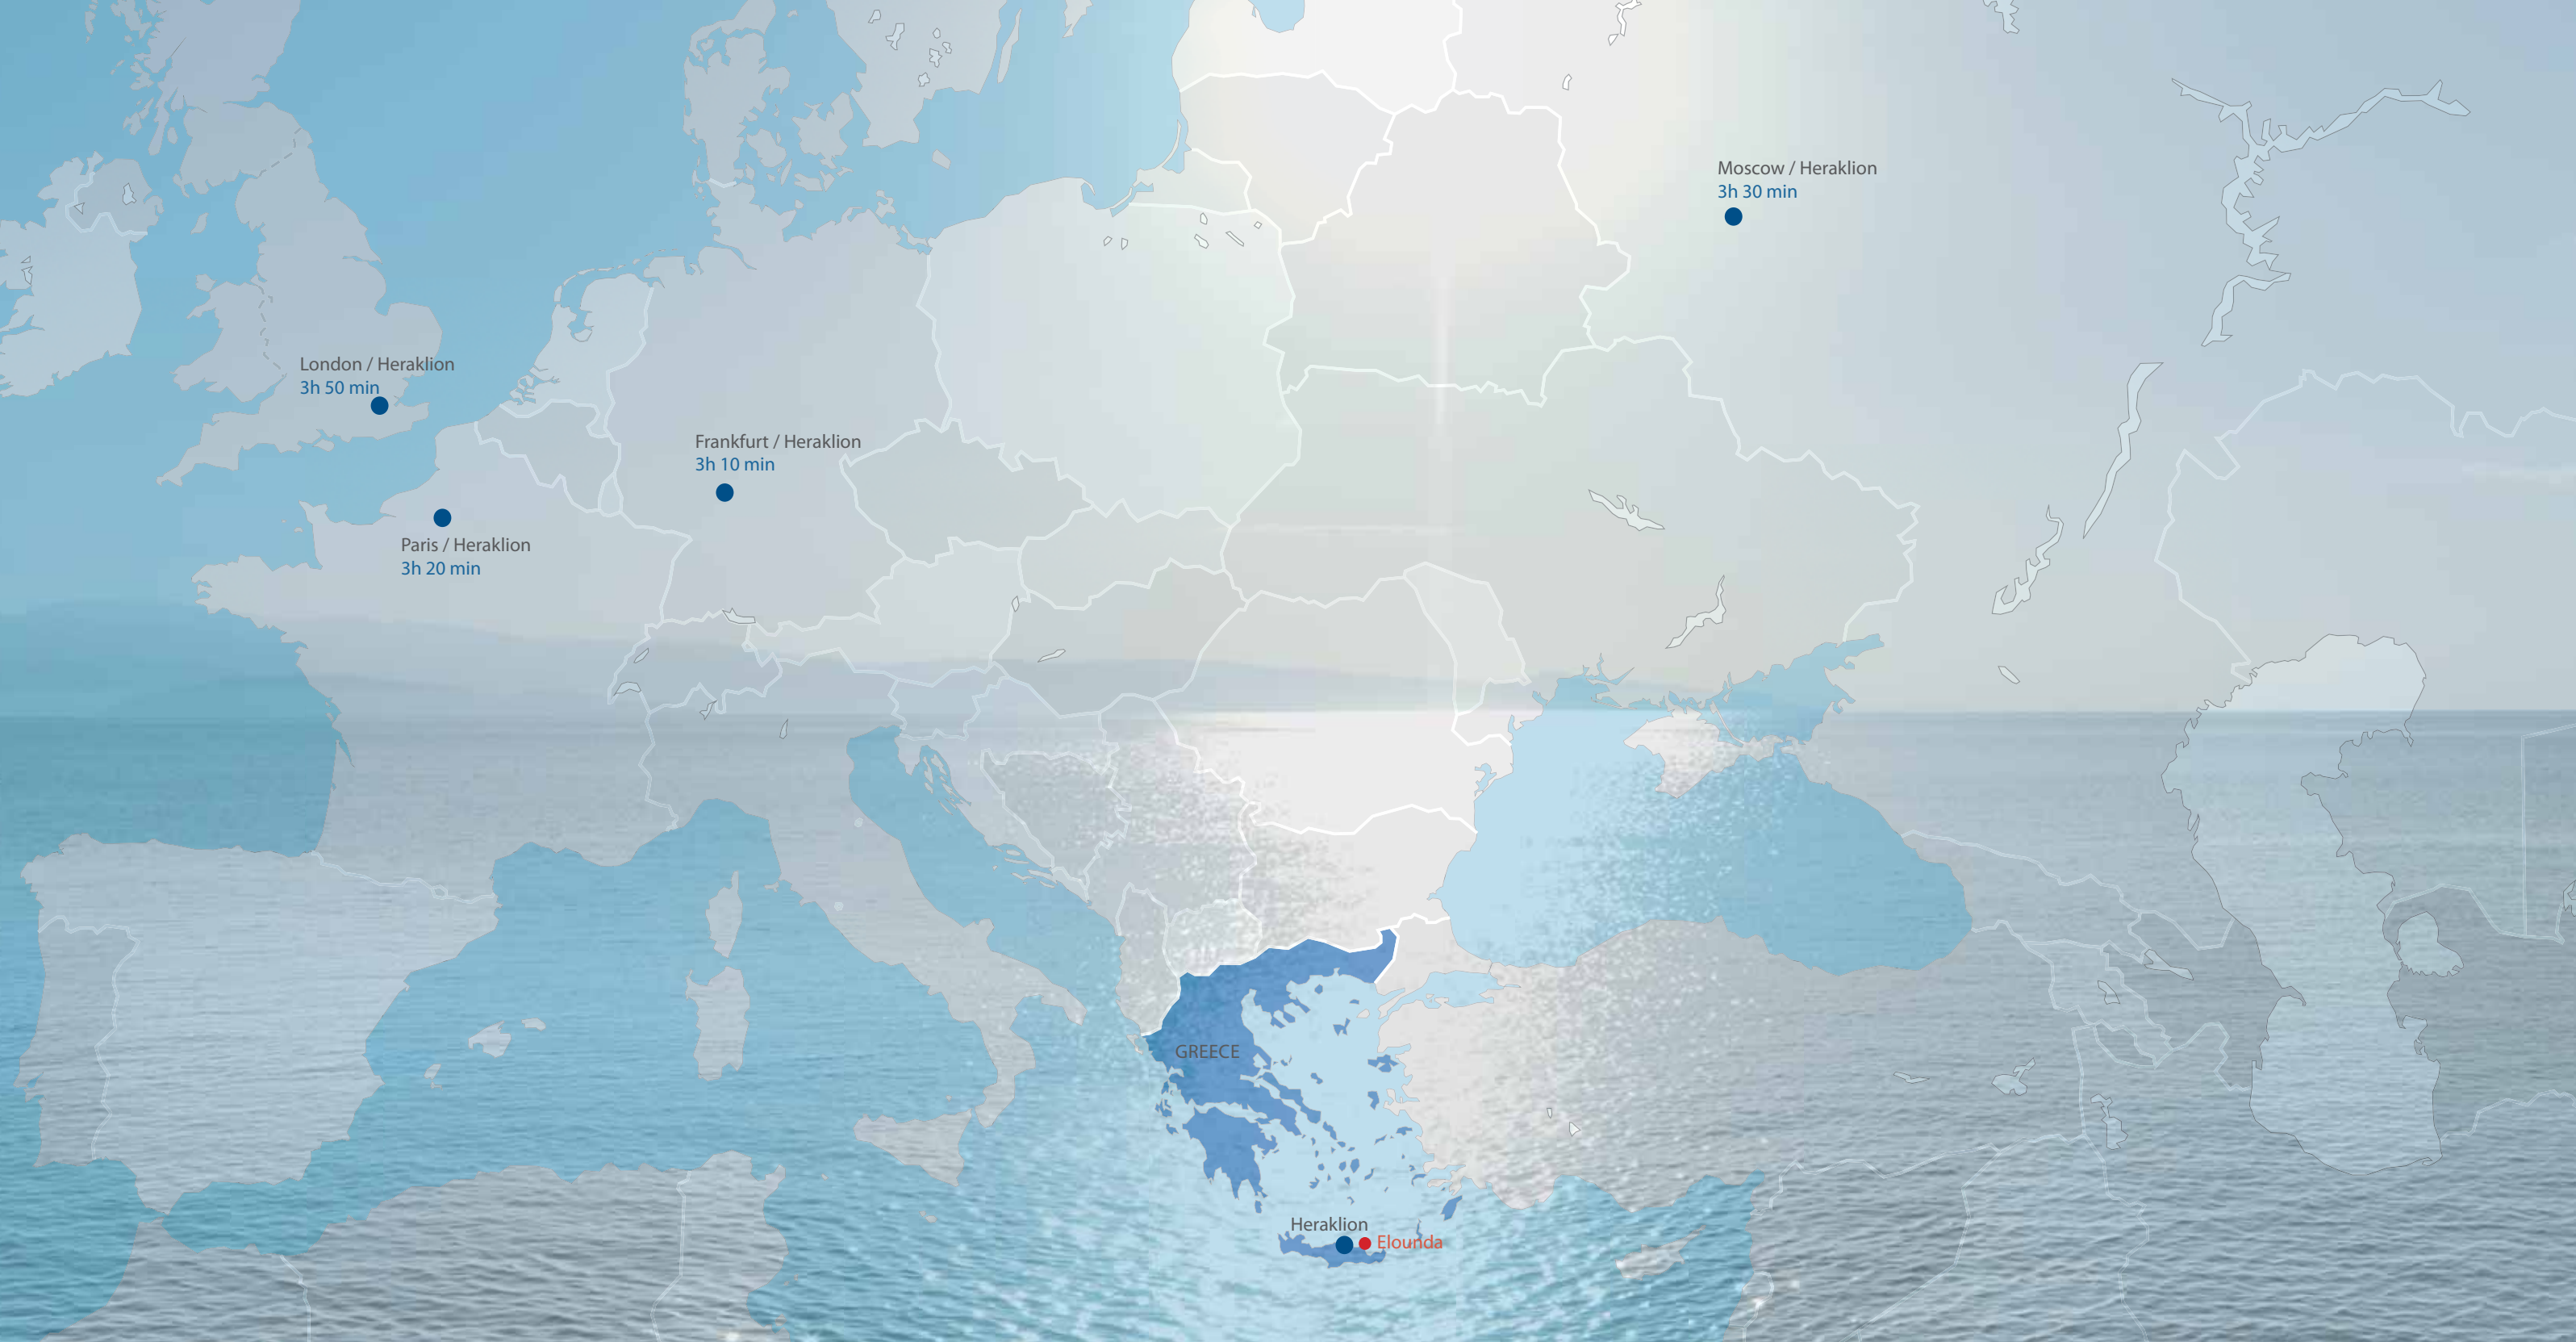 Moscow / Heraklion
3h 30 min
London / Heraklion
3h 50 min
Frankfurt / Heraklion
3h 10 min
Paris / Heraklion
3h 20 min
GREECE
Heraklion
Elounda